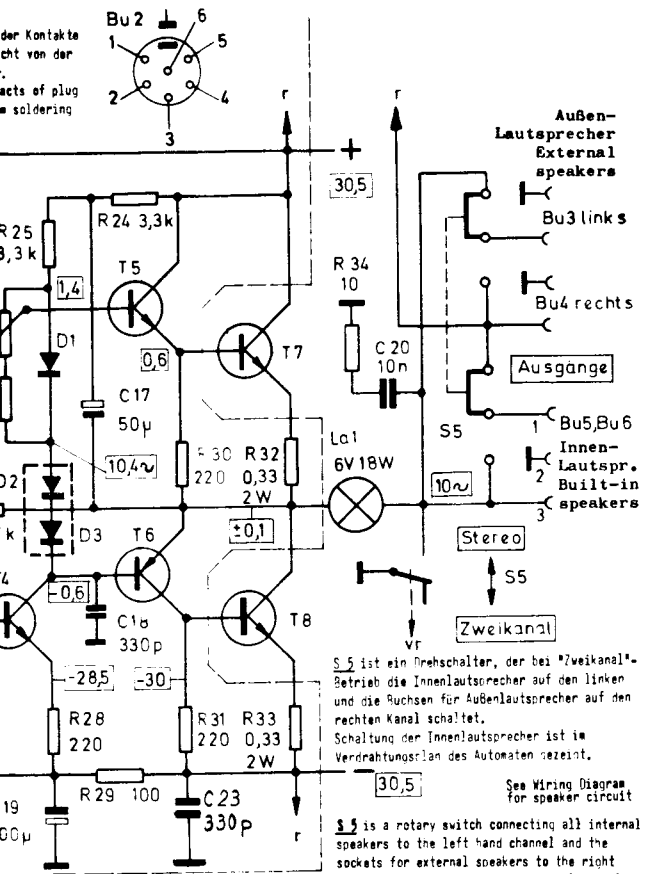 Bu 2
6
der Kontakte
1
5
cht von der
r.
acts of plug
soldering
2
4
3
r
r
Außen-
Lautsprecher
External
speakers
+
30,5
R 24 3,3k
Bu3 links
R 25
3,3 k
T5
R 34
10
1,4
Bu4 rechts
D1
T7
C 20
10n
0,6
Ausgänge
C 17
50µ
La1
6V 18W
S5
1
Bu5,Bu6
R 30
220
R 32
0,33
2 W
10,4~
Innen-
Lautspr.
Built-in
speakers
2
D2
10~
3
±0,1
k
D3
T6
Stereo
S5
-0,6
C18
330p
T8
Zweikanal
vr
-28,5
-30
S 5 ist ein Drehschalter, der bei "Zweikanal"-
Betrieb die Innenlautsprecher auf den linken
und die Buchsen für Außenlautsprecher auf den
rechten Kanal schaltet.
Schaltung der Innenlautsprecher ist im
Verdrahtungsplan des Automaten gezeigt.
R28
220
R31
220
R33
0,33
2W
−
30,5
R29 100
See Wiring Diagram
for speaker circuit
19
00µ
C 23
330p
r
S 5 is a rotary switch connecting all internal
speakers to the left hand channel and the
sockets for external speakers to the right